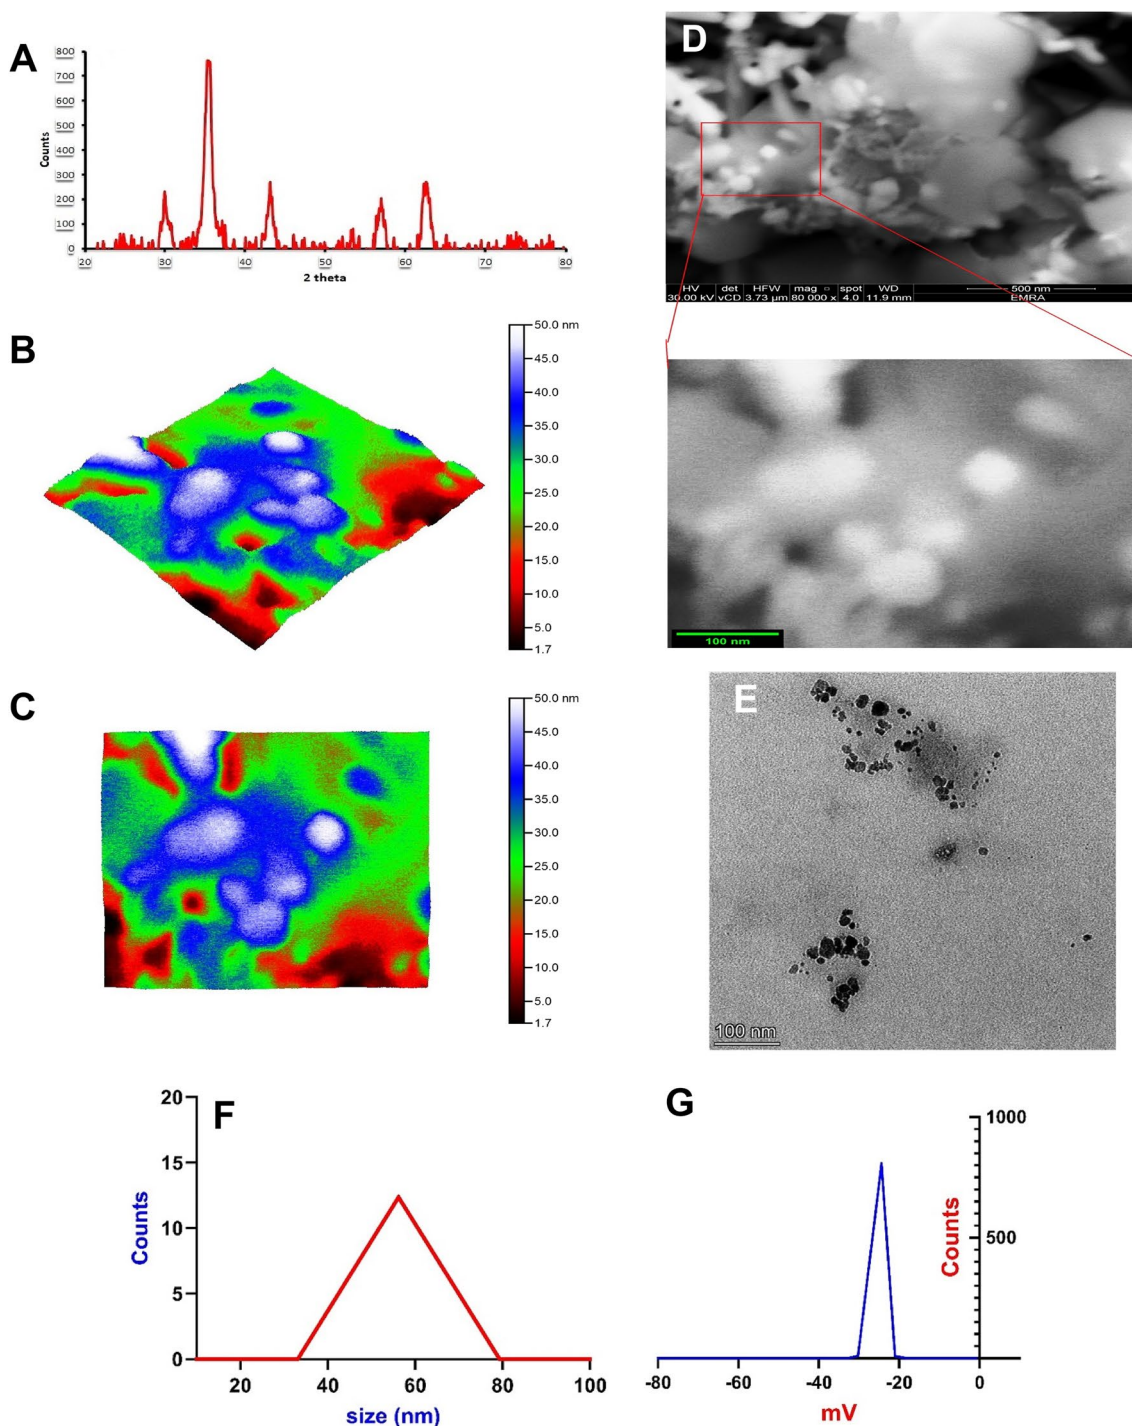 A
800
700
600
500
400
300
200
100
0
Counts
20 30 40 50 60 70 80
2 theta
B
50.0 nm
45.0
40.0
35.0
30.0
25.0
20.0
15.0
10.0
5.0
1.7
C
50.0 nm
45.0
40.0
35.0
30.0
25.0
20.0
15.0
10.0
5.0
1.7
D
HV det HFW mag spot WD 500 nm
30.00 kV vCD 3.73 µm 80 000 x 4.0 11.9 mm EMRA
100 nm
E
100 nm
F
20
15
10
5
0
Counts
20 40 60 80 100
size (nm)
G
1000
500
Counts
-80 -60 -40 -20 0
mV